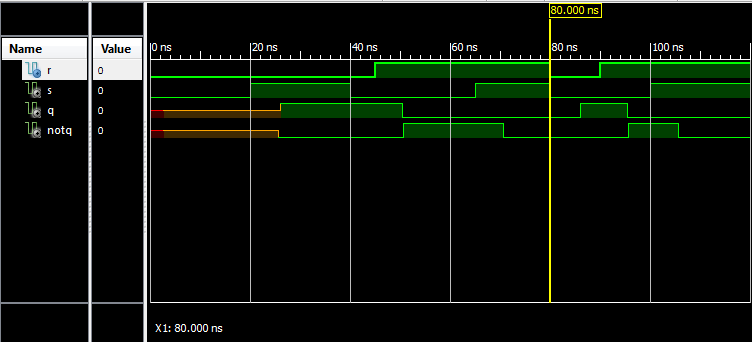 80.000 ns
Name Value
0 ns 20 ns 40 ns 60 ns 80 ns 100 ns
r 0
s 0
q 0
notq 0
X1: 80.000 ns